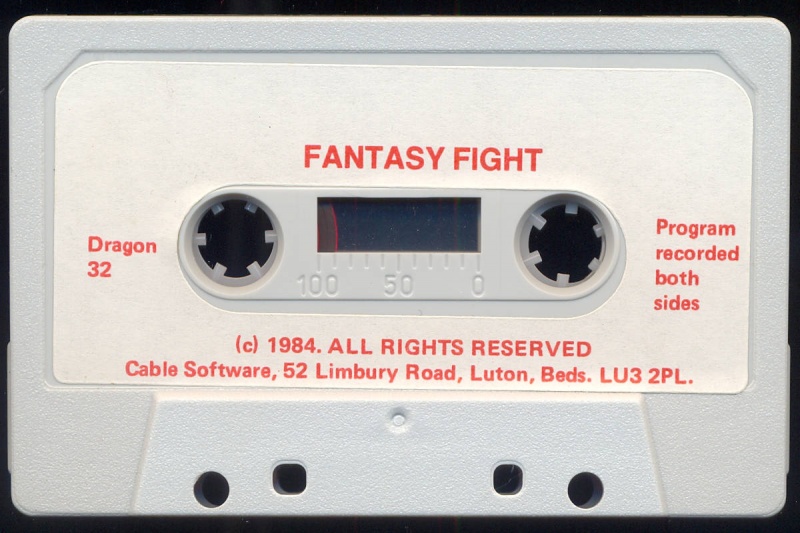 FANTASY FIGHT
Dragon
32
Program
recorded
both
sides
100 50 0
(c) 1984. ALL RIGHTS RESERVED
Cable Software, 52 Limbury Road, Luton, Beds. LU3 2PL.